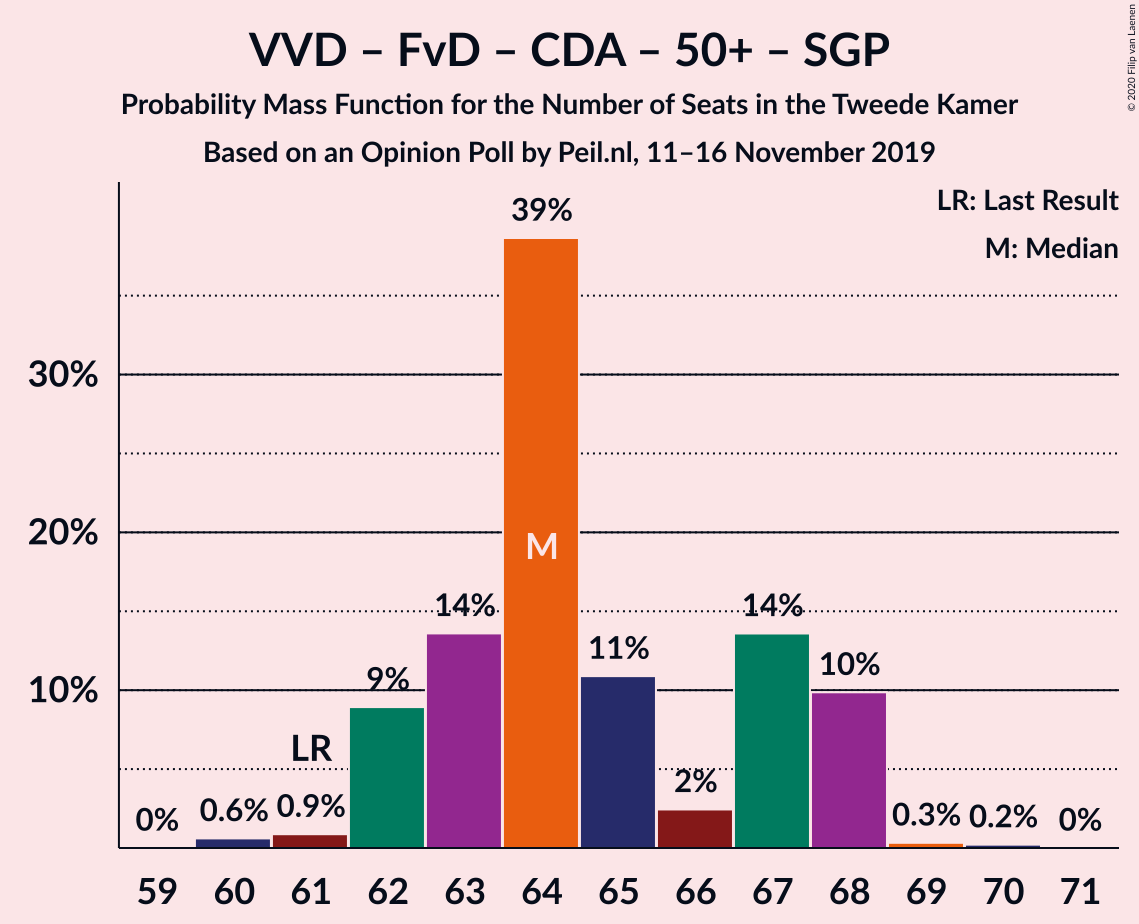 VVD – FvD – CDA – 50+ – SGP
Probability Mass Function for the Number of Seats in the Tweede Kamer
Based on an Opinion Poll by Peil.nl, 11–16 November 2019
© 2020 Filip van Laenen
LR: Last Result
M: Median
39%
30%
20%
10%
M
14%
14%
11%
10%
9%
LR
2%
0%
0.6%
0.9%
0.3%
0.2%
0%
59 60 61 62 63 64 65 66 67 68 69 70 71